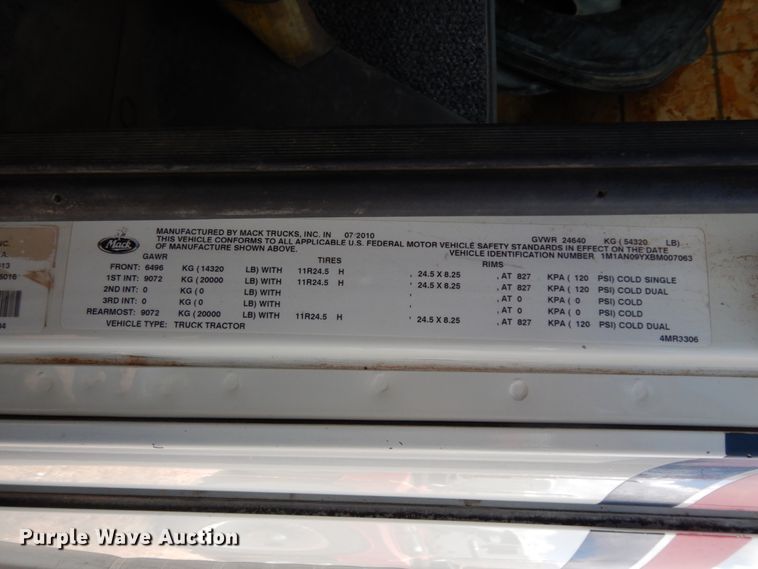 MANUFACTURED BY MACK TRUCKS, INC. IN 07/2010 GVWR 24640 KG ( 54320 LB)
THIS VEHICLE CONFORMS TO ALL APPLICABLE U.S. FEDERAL MOTOR VEHICLE SAFETY STANDARDS IN EFFECT ON THE DATE
OF MANUFACTURE SHOWN ABOVE. VEHICLE IDENTIFICATION NUMBER 1M1AN09YXBM007063
Mack
GAWR TIRES RIMS
FRONT: 6496 KG ( 14320 LB) WITH 11R24.5 H , 24.5 X 8.25 , AT 827 KPA ( 120 PSI) COLD SINGLE
1ST INT: 9072 KG ( 20000 LB) WITH 11R24.5 H , 24.5 X 8.25 , AT 827 KPA ( 120 PSI) COLD DUAL
2ND INT: 0 KG ( 0 LB) WITH , , AT 0 KPA ( 0 PSI) COLD
3RD INT: 0 KG ( 0 LB) WITH , , AT 0 KPA ( 0 PSI) COLD
REARMOST: 9072 KG ( 20000 LB) WITH 11R24.5 H , 24.5 X 8.25 , AT 827 KPA ( 120 PSI) COLD DUAL
VEHICLE TYPE: TRUCK TRACTOR 4MR3306
NC.
A.
013
6016
04
Purple Wave Auction